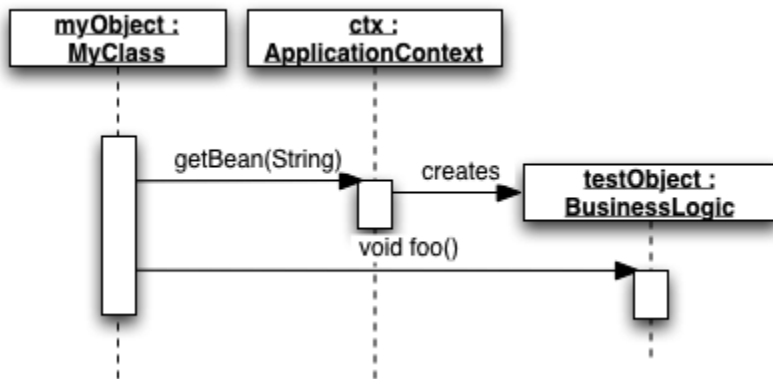 myObject :
MyClass
ctx :
ApplicationContext
getBean(String)
creates
testObject :
BusinessLogic
void foo()